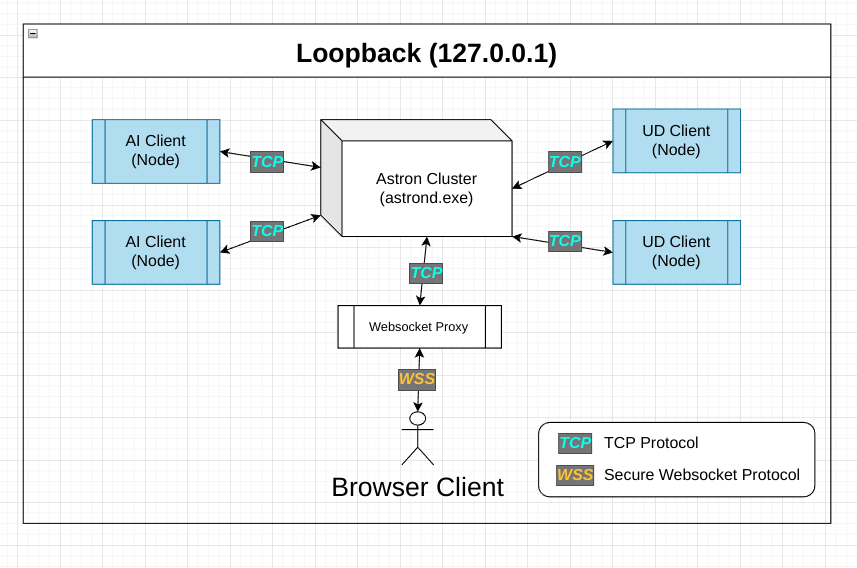 Loopback (127.0.0.1)
AI Client
(Node)
TCP
Astron Cluster
(astrond.exe)
TCP
UD Client
(Node)
AI Client
(Node)
TCP
TCP
UD Client
(Node)
TCP
Websocket Proxy
WSS
Browser Client
TCP TCP Protocol
WSS Secure Websocket Protocol